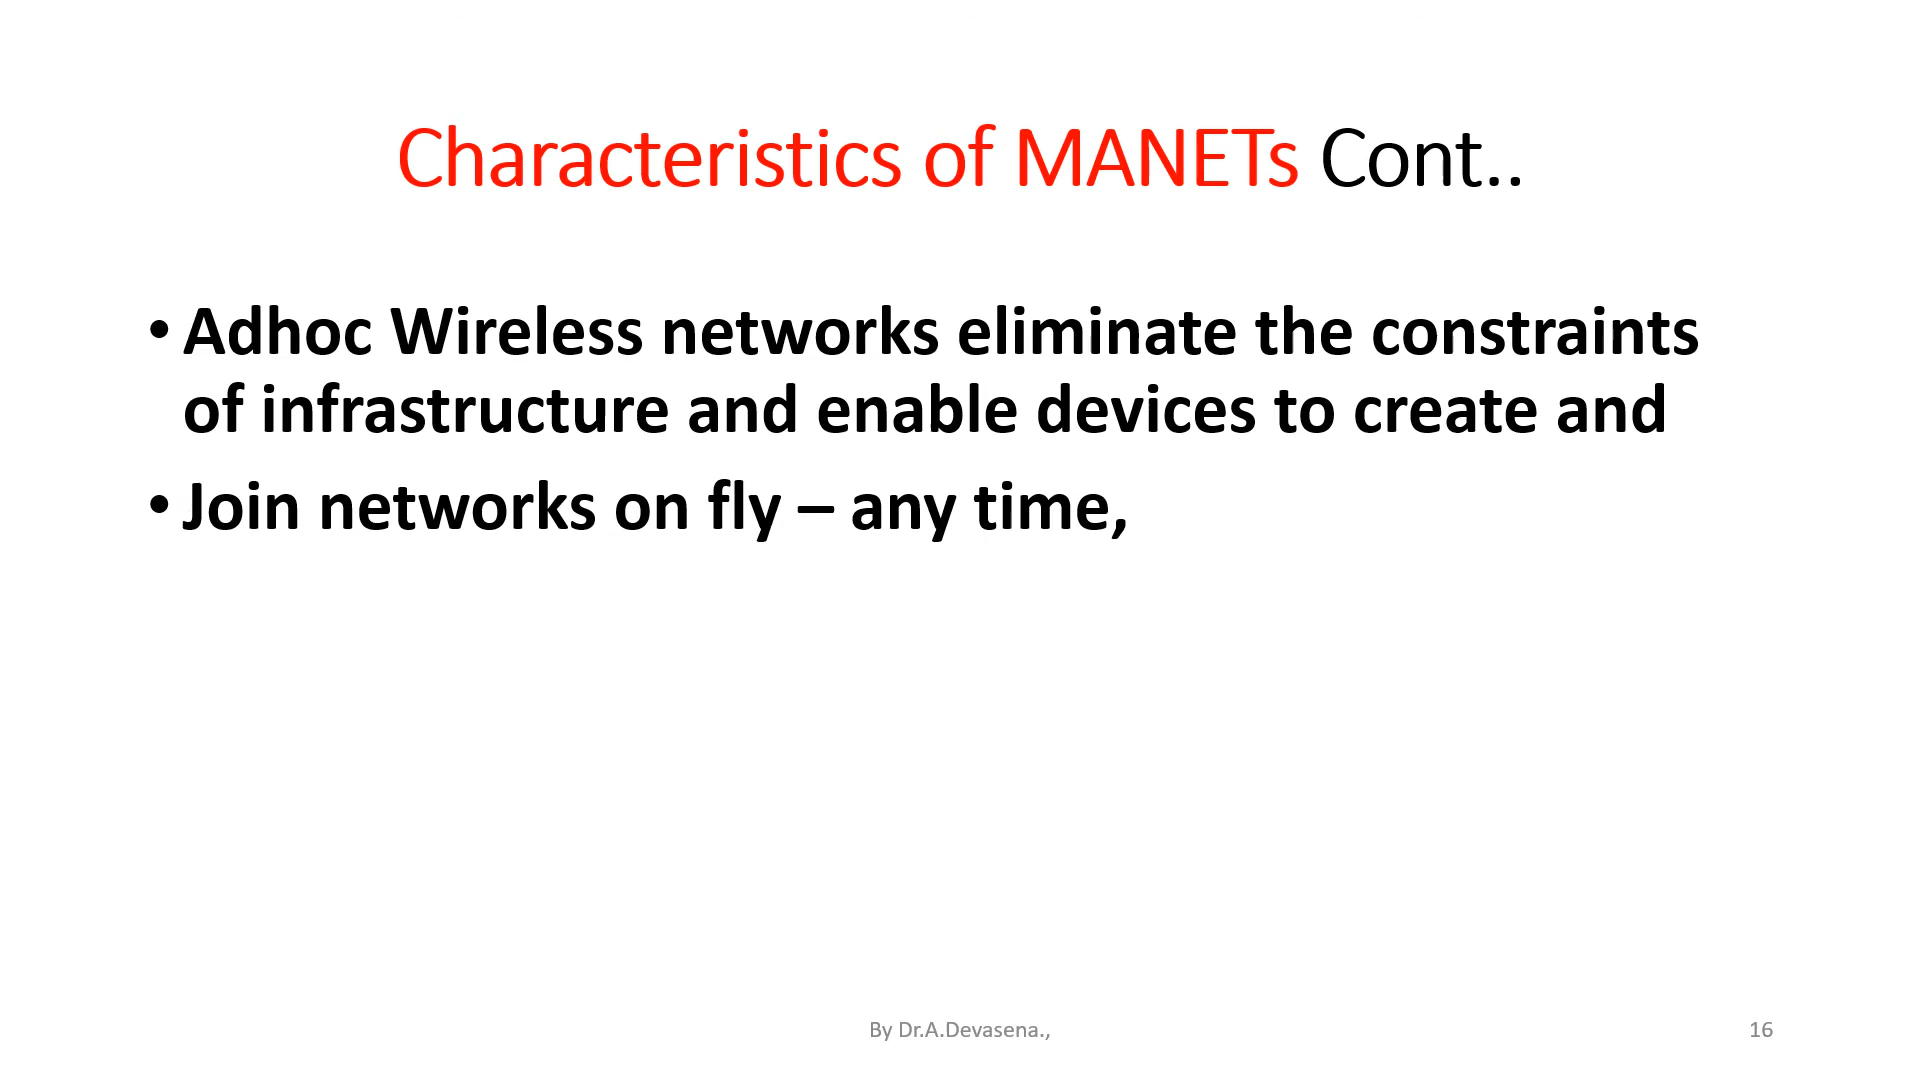 Characteristics of MANETs Cont..
• Adhoc Wireless networks eliminate the constraints
of infrastructure and enable devices to create and
• Join networks on fly – any time,
By Dr.A.Devasena.,
16